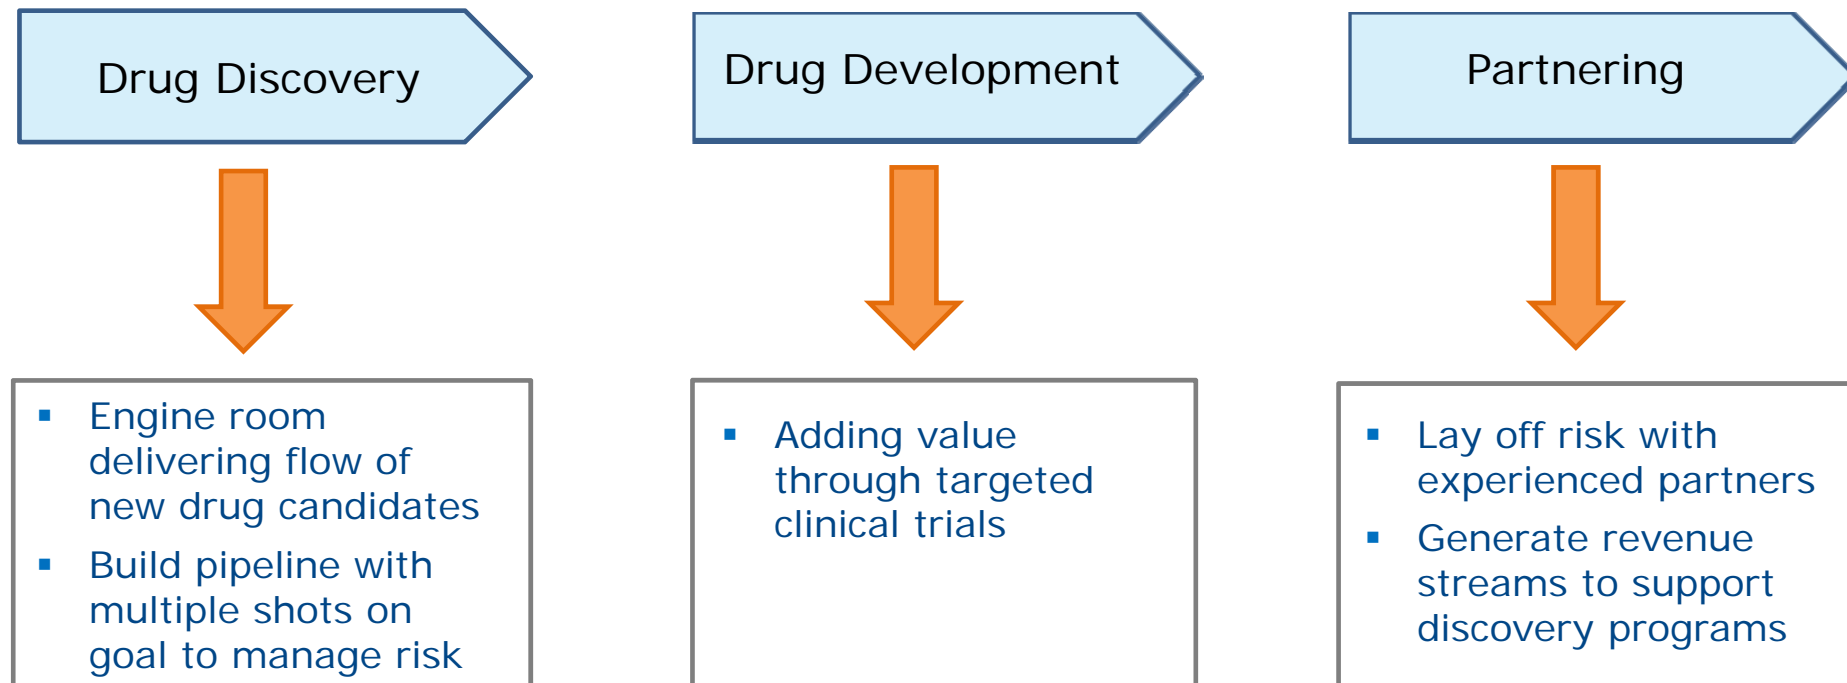 Drug Discovery
Drug Development
Partnering
▪ Engine room
delivering flow of
new drug candidates
▪ Build pipeline with
multiple shots on
goal to manage risk
▪ Adding value
through targeted
clinical trials
▪ Lay off risk with
experienced partners
▪ Generate revenue
streams to support
discovery programs